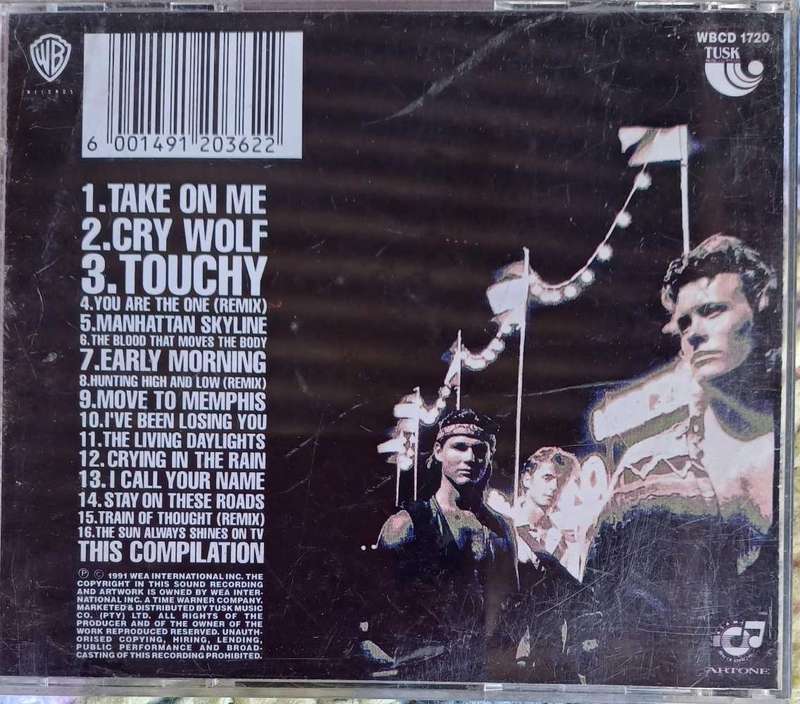 WB
RECORDS
WBCD 1720
TUSK
6 001491 203622
1.TAKE ON ME
2.CRY WOLF
3.TOUCHY
4.YOU ARE THE ONE (REMIX)
5.MANHATTAN SKYLINE
6.THE BLOOD THAT MOVES THE BODY
7.EARLY MORNING
8.HUNTING HIGH AND LOW (REMIX)
9.MOVE TO MEMPHIS
10.I'VE BEEN LOSING YOU
11.THE LIVING DAYLIGHTS
12.CRYING IN THE RAIN
13.I CALL YOUR NAME
14.STAY ON THESE ROADS
15.TRAIN OF THOUGHT (REMIX)
16.THE SUN ALWAYS SHINES ON TV
THIS COMPILATION
Ⓟ © 1991 WEA INTERNATIONAL INC. THE
COPYRIGHT IN THIS SOUND RECORDING
AND ARTWORK IS OWNED BY WEA INTER-
NATIONAL INC. A TIME WARNER COMPANY.
MARKETED & DISTRIBUTED BY TUSK MUSIC
CO. (PTY) LTD. ALL RIGHTS OF THE
PRODUCER AND OF THE OWNER OF THE
WORK REPRODUCED RESERVED. UNAUTH-
ORISED COPYING, HIRING, LENDING,
PUBLIC PERFORMANCE AND BROAD-
CASTING OF THIS RECORDING PROHIBITED.
ARTONE